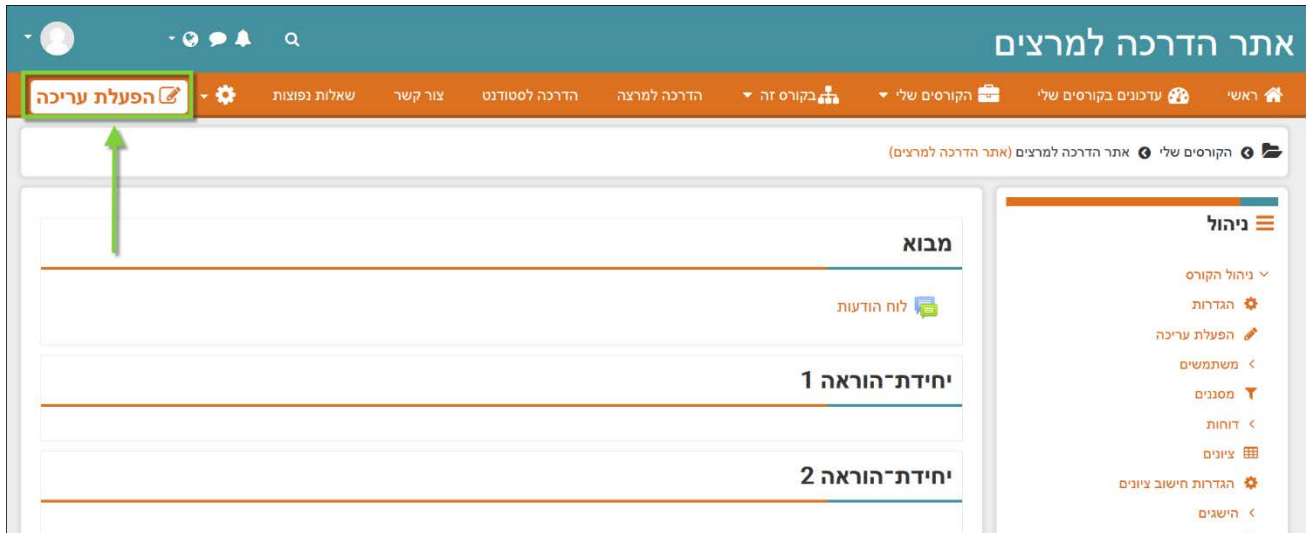 אתר הדרכה למרצים
ראשי עדכונים בקורסים שלי הקורסים שלי בקורס זה הדרכה למרצה הדרכה לסטודנט צור קשר שאלות נפוצות הפעלת עריכה
הקורסים שלי אתר הדרכה למרצים (אתר הדרכה למרצים)
ניהול
ניהול הקורס
הגדרות
הפעלת עריכה
משתמשים
מסננים
דוחות
ציונים
הגדרות חישוב ציונים
הישגים
מבוא
לוח הודעות
יחידת־הוראה 1
יחידת־הוראה 2